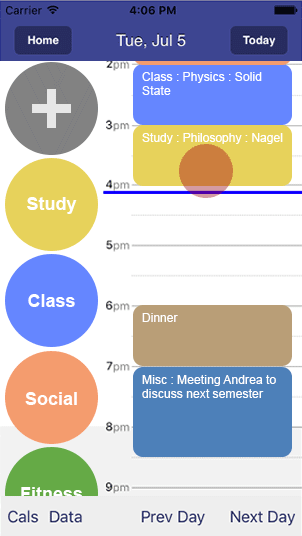 Carrier 4:06 PM
Home Tue, Jul 5 Today
2pm
Class : Physics : Solid
State
3pm
Study : Philosophy : Nagel
4pm
Study
5pm
Class
6pm
Dinner
7pm
Misc : Meeting Andrea to
discuss next semester
Social
8pm
Fitness
9pm
Cals Data Prev Day Next Day